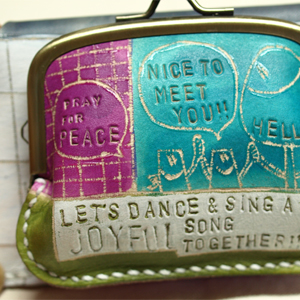 PRAY
FOR
PEACE
NICE TO
MEET
YOU!!
HELL
LET'S DANCE & SING A
JOYFUL SONG
TOGETHER!!